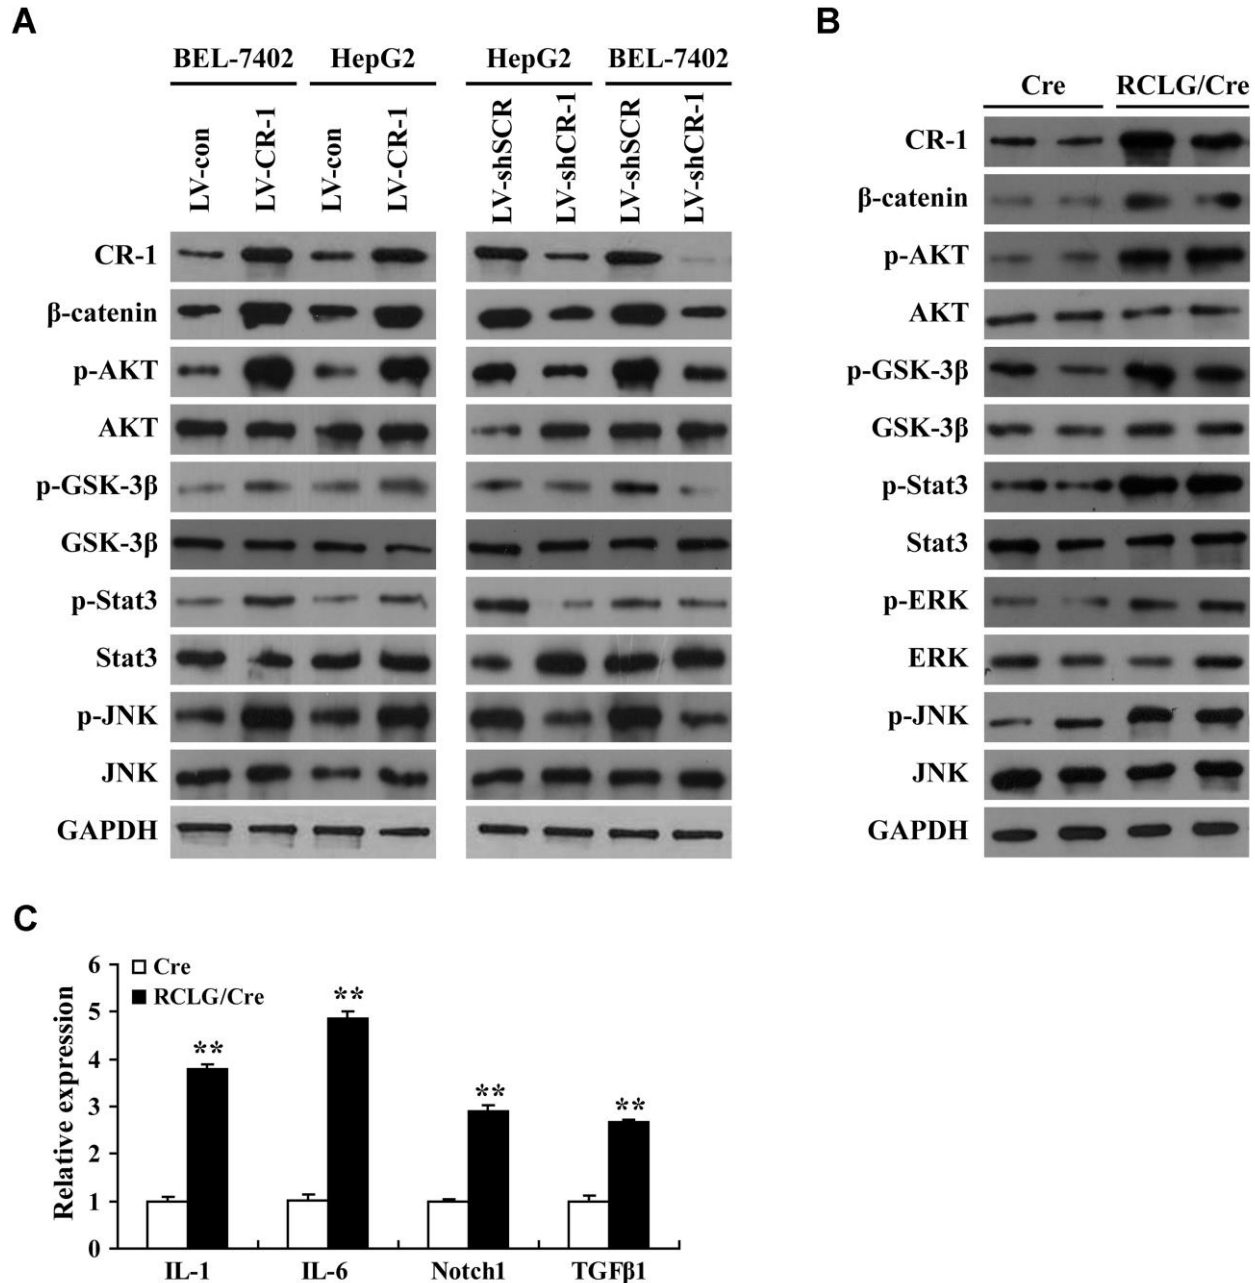 A
BEL-7402 HepG2 HepG2 BEL-7402
LV-con LV-CR-1 LV-con LV-CR-1 LV-shSCR LV-shCR-1 LV-shSCR LV-shCR-1
CR-1
β-catenin
p-AKT
AKT
p-GSK-3β
GSK-3β
p-Stat3
Stat3
p-JNK
JNK
GAPDH
B
Cre RCLG/Cre
CR-1
β-catenin
p-AKT
AKT
p-GSK-3β
GSK-3β
p-Stat3
Stat3
p-ERK
ERK
p-JNK
JNK
GAPDH
C
Relative expression
6
5
4
3
2
1
0
Cre
RCLG/Cre
**
**
**
**
IL-1 IL-6 Notch1 TGFβ1